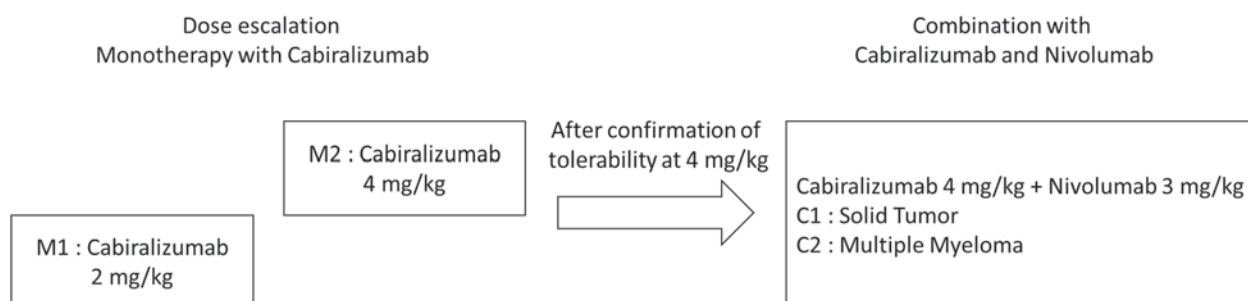 Dose escalation
Monotherapy with Cabiralizumab
Combination with
Cabiralizumab and Nivolumab
M1 : Cabiralizumab
2 mg/kg
M2 : Cabiralizumab
4 mg/kg
After confirmation of
tolerability at 4 mg/kg
Cabiralizumab 4 mg/kg + Nivolumab 3 mg/kg
C1 : Solid Tumor
C2 : Multiple Myeloma